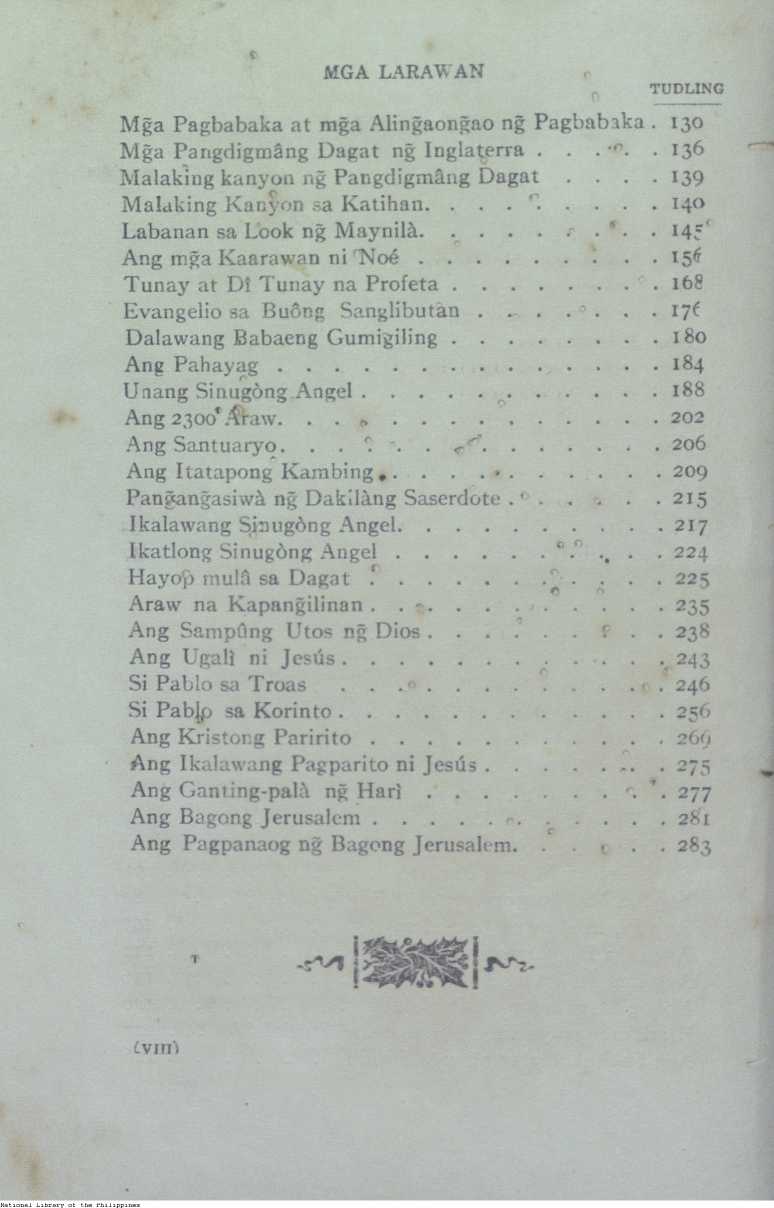 MGA LARAWAN
TUDLING
Mg̃a Pagbabaka at mg̃a Aling̃aong̃ao ng̃ Pagbabaka . 130
Mg̃a Pangdigmâng Dagat ng̃ Inglaterra . . . . . 136
Malaking kanyon ng̃ Pangdigmâng Dagat . . . . 139
Malaking Kanyon sa Katihan. . . . . . . . . 140
Labanan sa Look ng̃ Maynilà. . . . . . . . . 145
Ang mg̃a Kaarawan ni Noé . . . . . . . . . 156
Tunay at Dî Tunay na Profeta . . . . . . . . 168
Evangelio sa Buông Sanglibutan . . . . . . . 176
Dalawang Babaeng Gumigiling . . . . . . . . 180
Ang Pahayag . . . . . . . . . . . . . . 184
Unang Sinugòng Angel . . . . . . . . . . . 188
Ang 2300 Araw. . . . . . . . . . . . . . 202
Ang Santuaryo. . . . . . . . . . . . . . 206
Ang Itatapong Kambing . . . . . . . . . . 209
Pang̃ang̃asiwà ng̃ Dakilàng Saserdote . . . . . . 215
Ikalawang Sinugòng Angel. . . . . . . . . . 217
Ikatlong Sinugòng Angel . . . . . . . . . . 224
Hayop mulâ sa Dagat . . . . . . . . . . . 225
Araw na Kapang̃ilinan . . . . . . . . . . . 235
Ang Sampûng Utos ng̃ Dios . . . . . . . . . 238
Ang Ugalì ni Jesús . . . . . . . . . . . . 243
Si Pablo sa Troas . . . . . . . . . . . . 246
Si Pablo sa Korinto . . . . . . . . . . . . 256
Ang Kristong Paririto . . . . . . . . . . . 269
Ang Ikalawang Pagparito ni Jesús . . . . . . . 275
Ang Ganting-palà ng̃ Harì . . . . . . . . . 277
Ang Bagong Jerusalem . . . . . . . . . . . 281
Ang Pagpanaog ng̃ Bagong Jerusalem. . . . . . 283
(VIII)
National Library of the Philippines